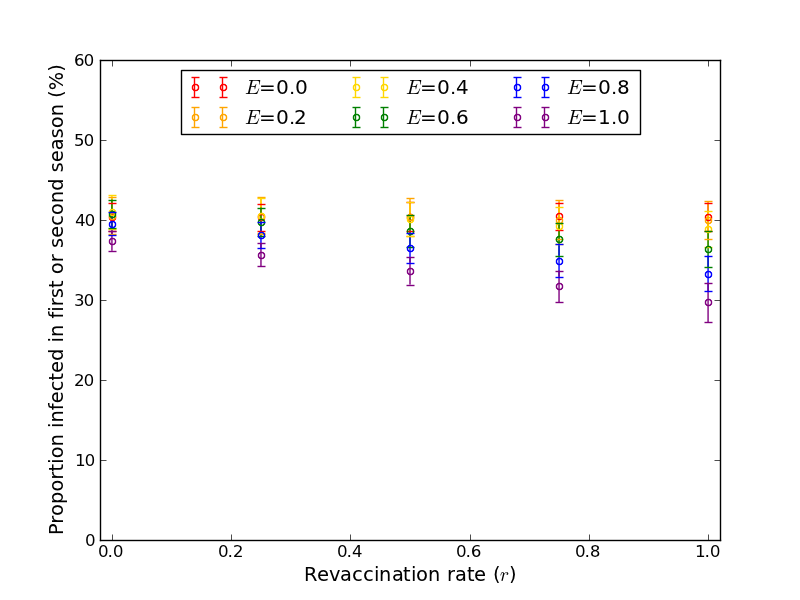 Proportion infected in first or second season (%)
60
50
40
30
20
10
0
E=0.0 E=0.4 E=0.8
E=0.2 E=0.6 E=1.0
0.0 0.2 0.4 0.6 0.8 1.0
Revaccination rate (r)